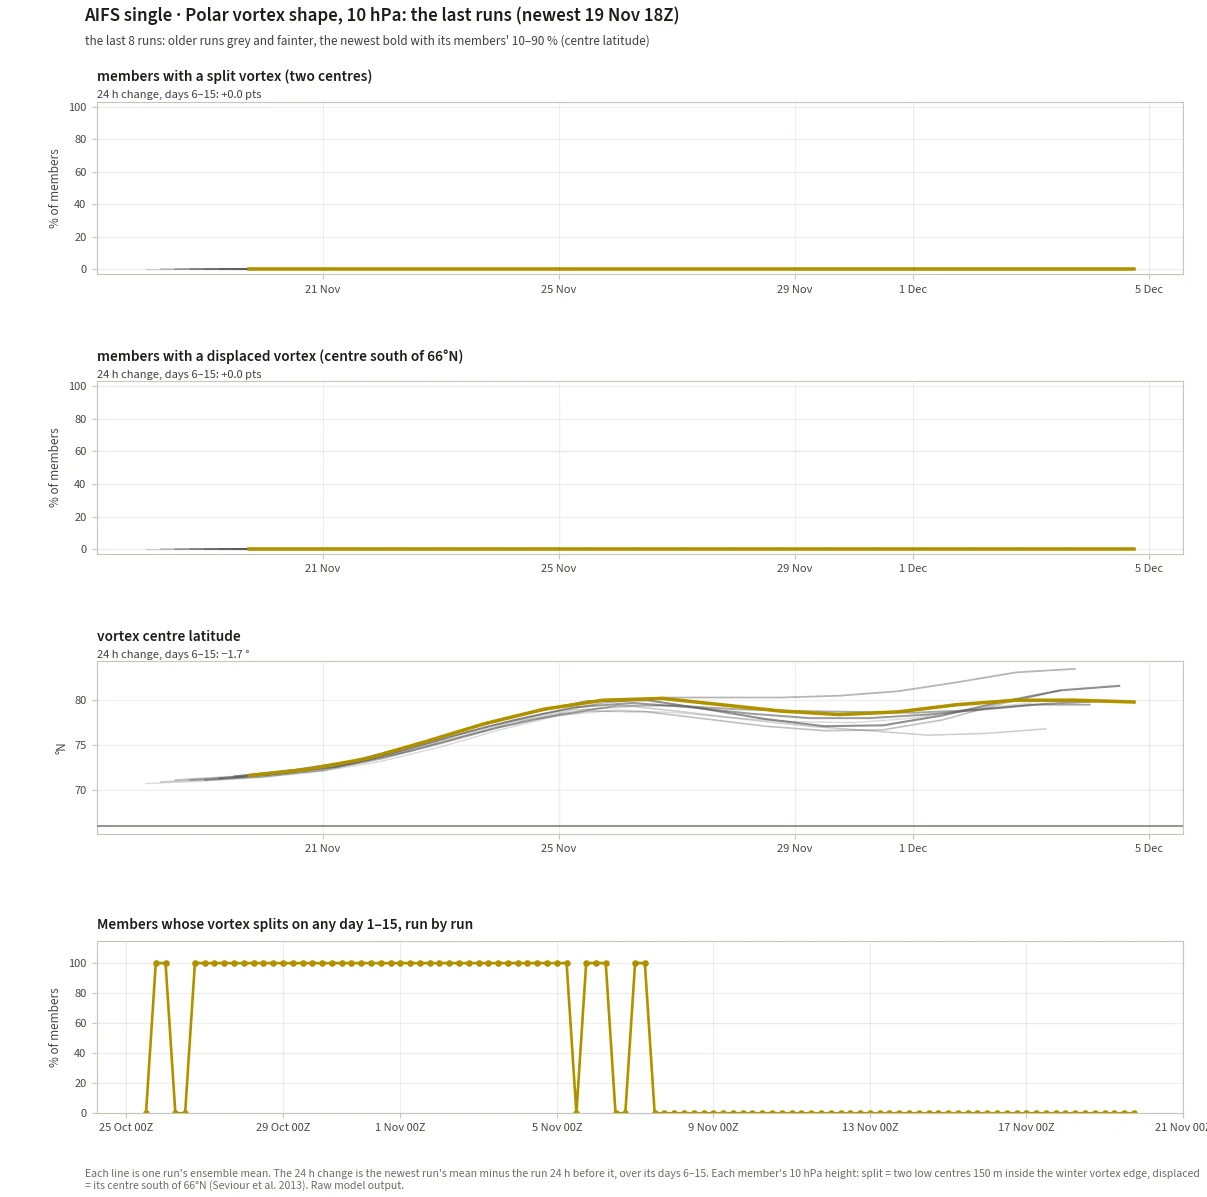 AIFS single · Polar vortex shape, 10 hPa: the last runs (newest 19 Nov 18Z)
the last 8 runs: older runs grey and fainter, the newest bold with its members' 10–90 % (centre latitude)
members with a split vortex (two centres)
24 h change, days 6–15: +0.0 pts
100
80
60
40
20
0
% of members
21 Nov 25 Nov 29 Nov 1 Dec 5 Dec
members with a displaced vortex (centre south of 66°N)
24 h change, days 6–15: +0.0 pts
100
80
60
40
20
0
% of members
21 Nov 25 Nov 29 Nov 1 Dec 5 Dec
vortex centre latitude
24 h change, days 6–15: −1.7 °
80
75
70
°N
21 Nov 25 Nov 29 Nov 1 Dec 5 Dec
Members whose vortex splits on any day 1–15, run by run
100
80
60
40
20
0
% of members
25 Oct 00Z 29 Oct 00Z 1 Nov 00Z 5 Nov 00Z 9 Nov 00Z 13 Nov 00Z 17 Nov 00Z 21 Nov 00Z
Each line is one run's ensemble mean. The 24 h change is the newest run's mean minus the run 24 h before it, over its days 6–15. Each member's 10 hPa height: split = two low centres 150 m inside the winter vortex edge, displaced
= its centre south of 66°N (Seviour et al. 2013). Raw model output.